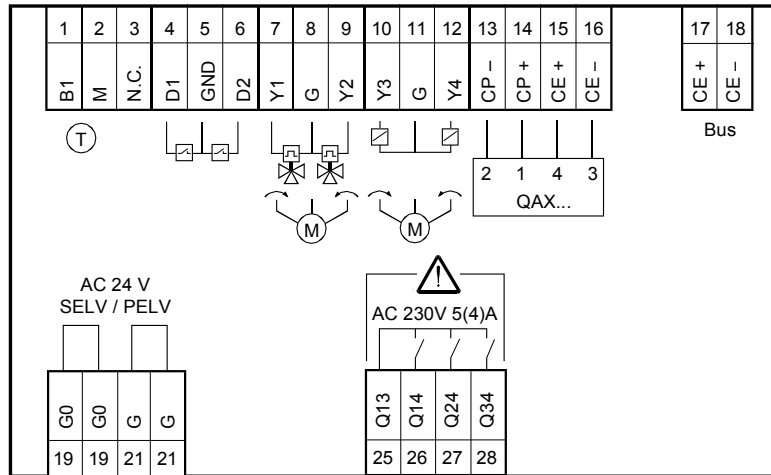 1 2 3 4 5 6 7 8 9 10 11 12 13 14 15 16 17 18
B1 M N.C. D1 GND D2 Y1 G Y2 Y3 G Y4 CP – CP + CE + CE – CE + CE –
T
Bus
2 1 4 3
QAX...
M M
AC 24 V
SELV / PELV
!
AC 230V 5(4)A
G0 G0 G G Q13 Q14 Q24 Q34
19 19 21 21 25 26 27 28